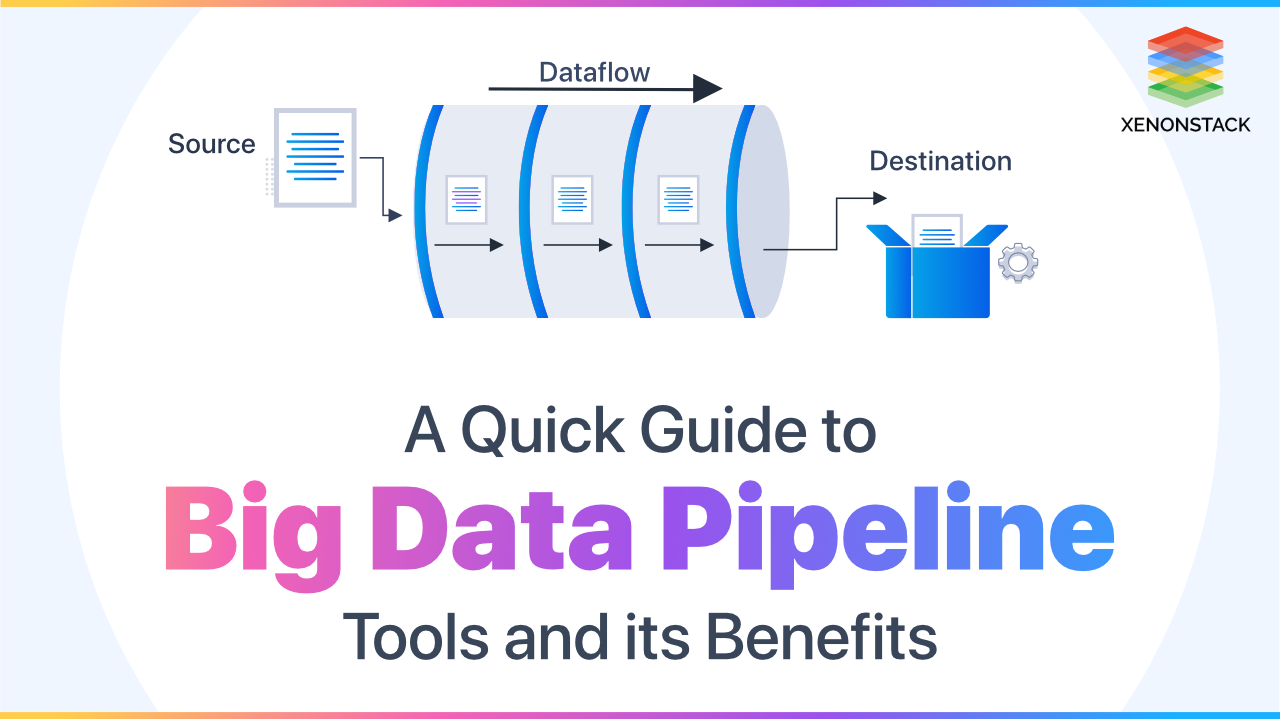 Dataflow
XENONSTACK
Source
Destination
A Quick Guide to
Big Data Pipeline
Tools and its Benefits